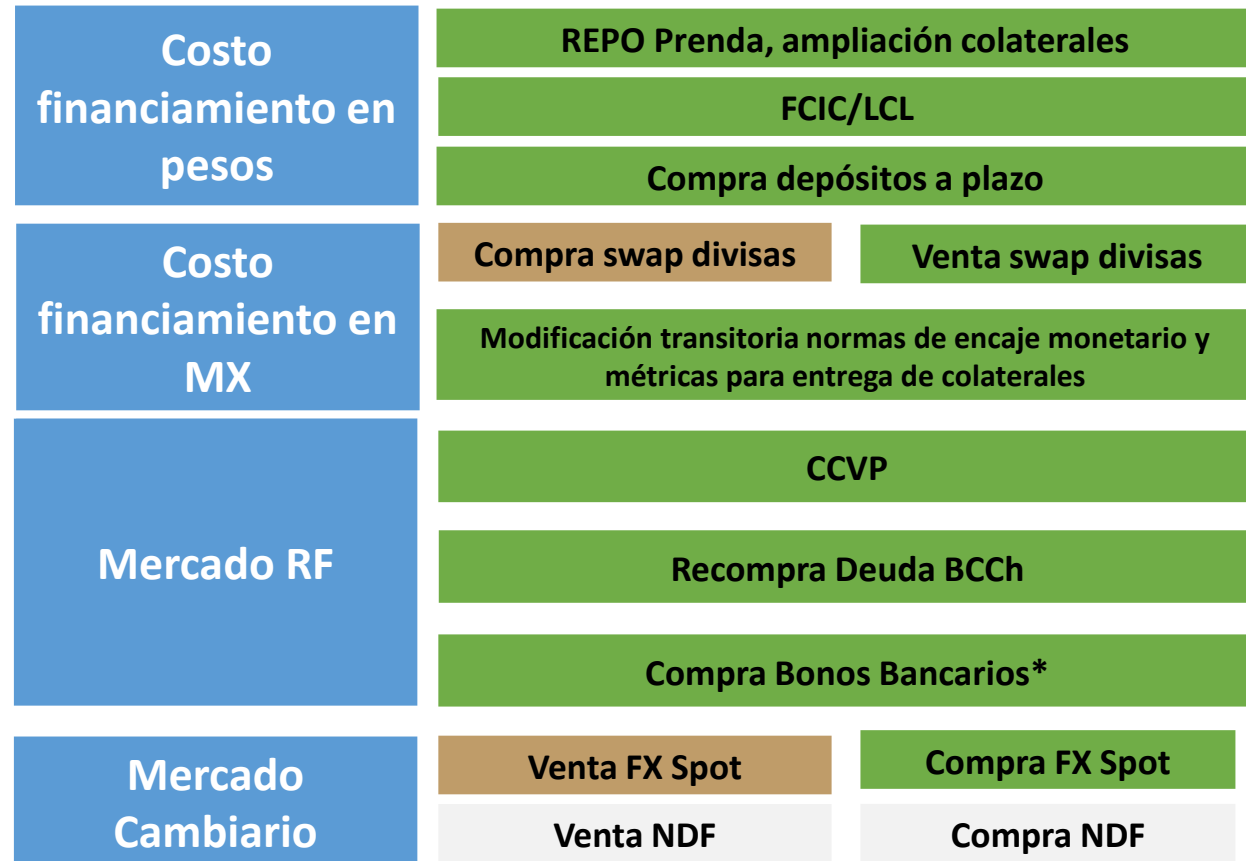 Costo
financiamiento en
pesos
REPO Prenda, ampliación colaterales
FCIC/LCL
Compra depósitos a plazo
Costo
financiamiento en
MX
Compra swap divisas
Venta swap divisas
Modificación transitoria normas de encaje monetario y
métricas para entrega de colaterales
Mercado RF
CCVP
Recompra Deuda BCCh
Compra Bonos Bancarios*
Mercado
Cambiario
Venta FX Spot
Compra FX Spot
Venta NDF
Compra NDF